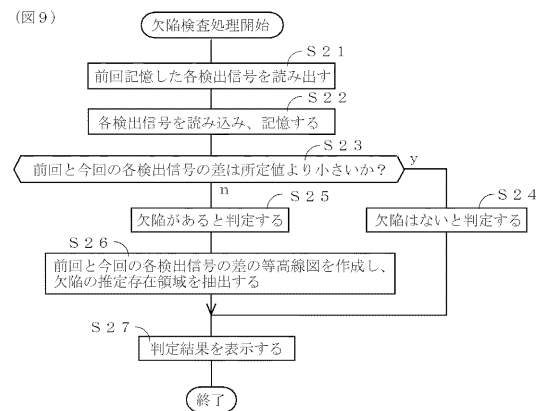 (図9)
欠陥検査処理開始
S21
前回記憶した各検出信号を読み出す
S22
各検出信号を読み込み、記憶する
S23
前回と今回の各検出信号の差は所定値より小さいか?
y
n
S25
S24
欠陥があると判定する
欠陥はないと判定する
S26
前回と今回の各検出信号の差の等高線図を作成し、
欠陥の推定存在領域を抽出する
S27
判定結果を表示する
終了